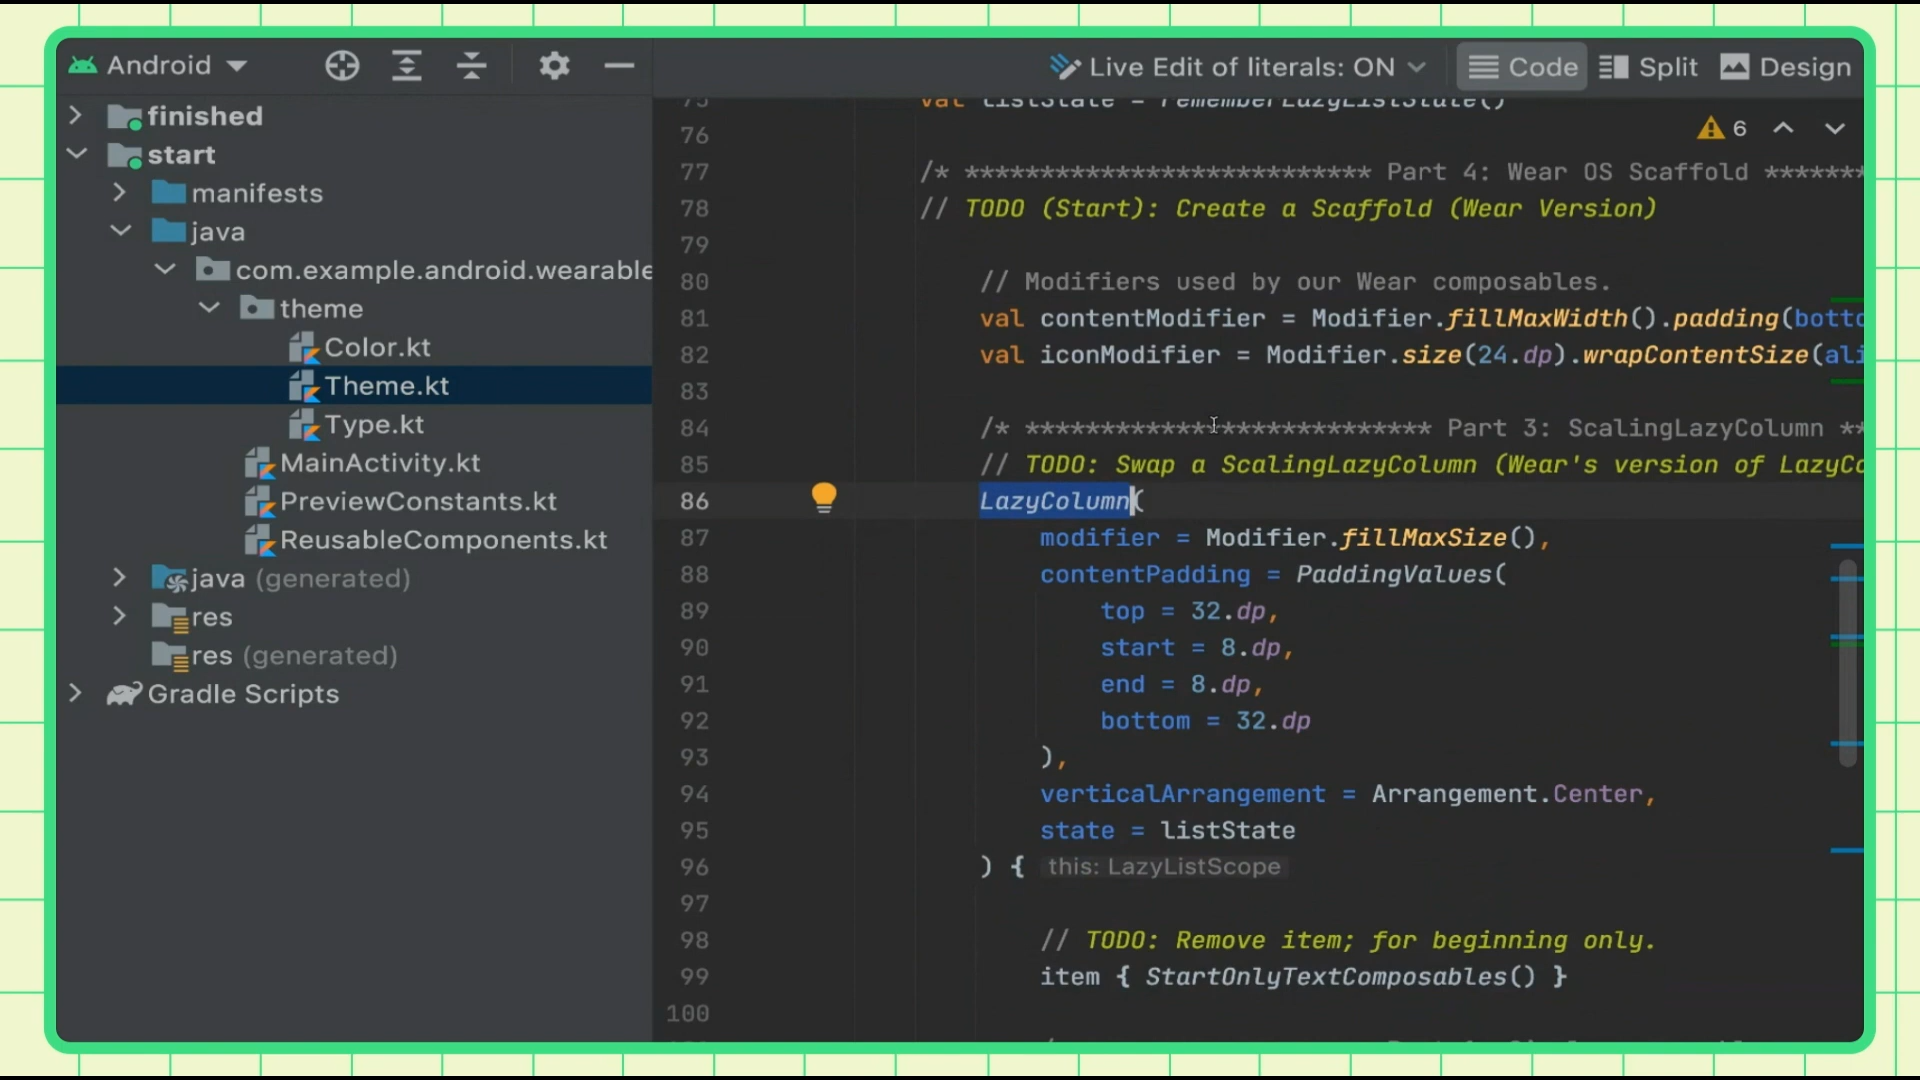 Android
Live Edit of literals: ON
Code
Split
Design
finished
start
manifests
java
com.example.android.wearable
theme
Color.kt
Theme.kt
Type.kt
MainActivity.kt
PreviewConstants.kt
ReusableComponents.kt
java (generated)
res
res (generated)
Gradle Scripts
6
75 val listState = rememberLazyListState()
76
77 /* *************************** Part 4: Wear OS Scaffold *******
78 // TODO (Start): Create a Scaffold (Wear Version)
79
80 // Modifiers used by our Wear composables.
81 val contentModifier = Modifier.fillMaxWidth().padding(botto
82 val iconModifier = Modifier.size(24.dp).wrapContentSize(ali
83
84 /* *************************** Part 3: ScalingLazyColumn **
85 // TODO: Swap a ScalingLazyColumn (Wear's version of LazyCo
86 LazyColumn(
87 modifier = Modifier.fillMaxSize(),
88 contentPadding = PaddingValues(
89 top = 32.dp,
90 start = 8.dp,
91 end = 8.dp,
92 bottom = 32.dp
93 ),
94 verticalArrangement = Arrangement.Center,
95 state = listState
96 ) { this: LazyListScope
97
98 // TODO: Remove item; for beginning only.
99 item { StartOnlyTextComposables() }
100